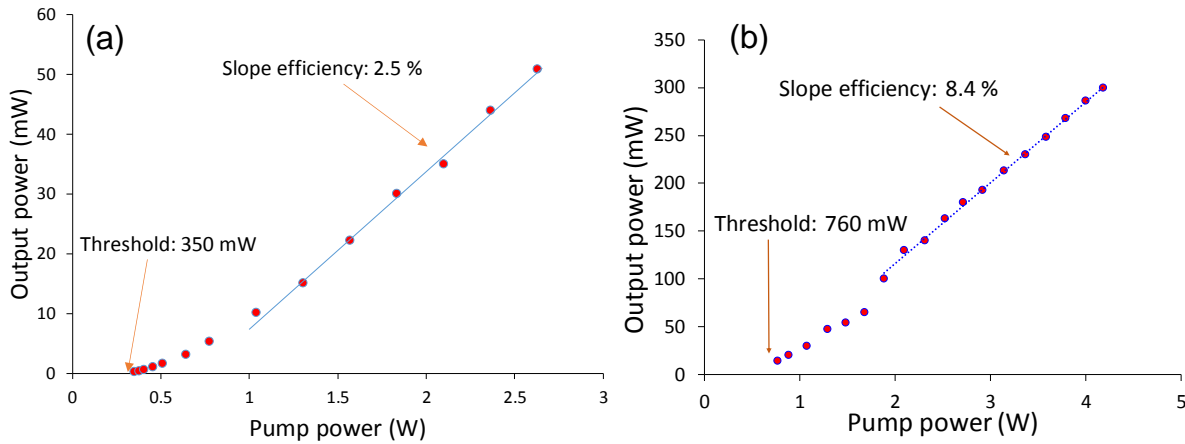 (a)
60
50
40
30
20
10
0
Output power (mW)
Slope efficiency: 2.5 %
Threshold: 350 mW
0 0.5 1 1.5 2 2.5 3
Pump power (W)
(b)
350
300
250
200
150
100
50
0
Output power (mW)
Slope efficiency: 8.4 %
Threshold: 760 mW
0 1 2 3 4 5
Pump power (W)